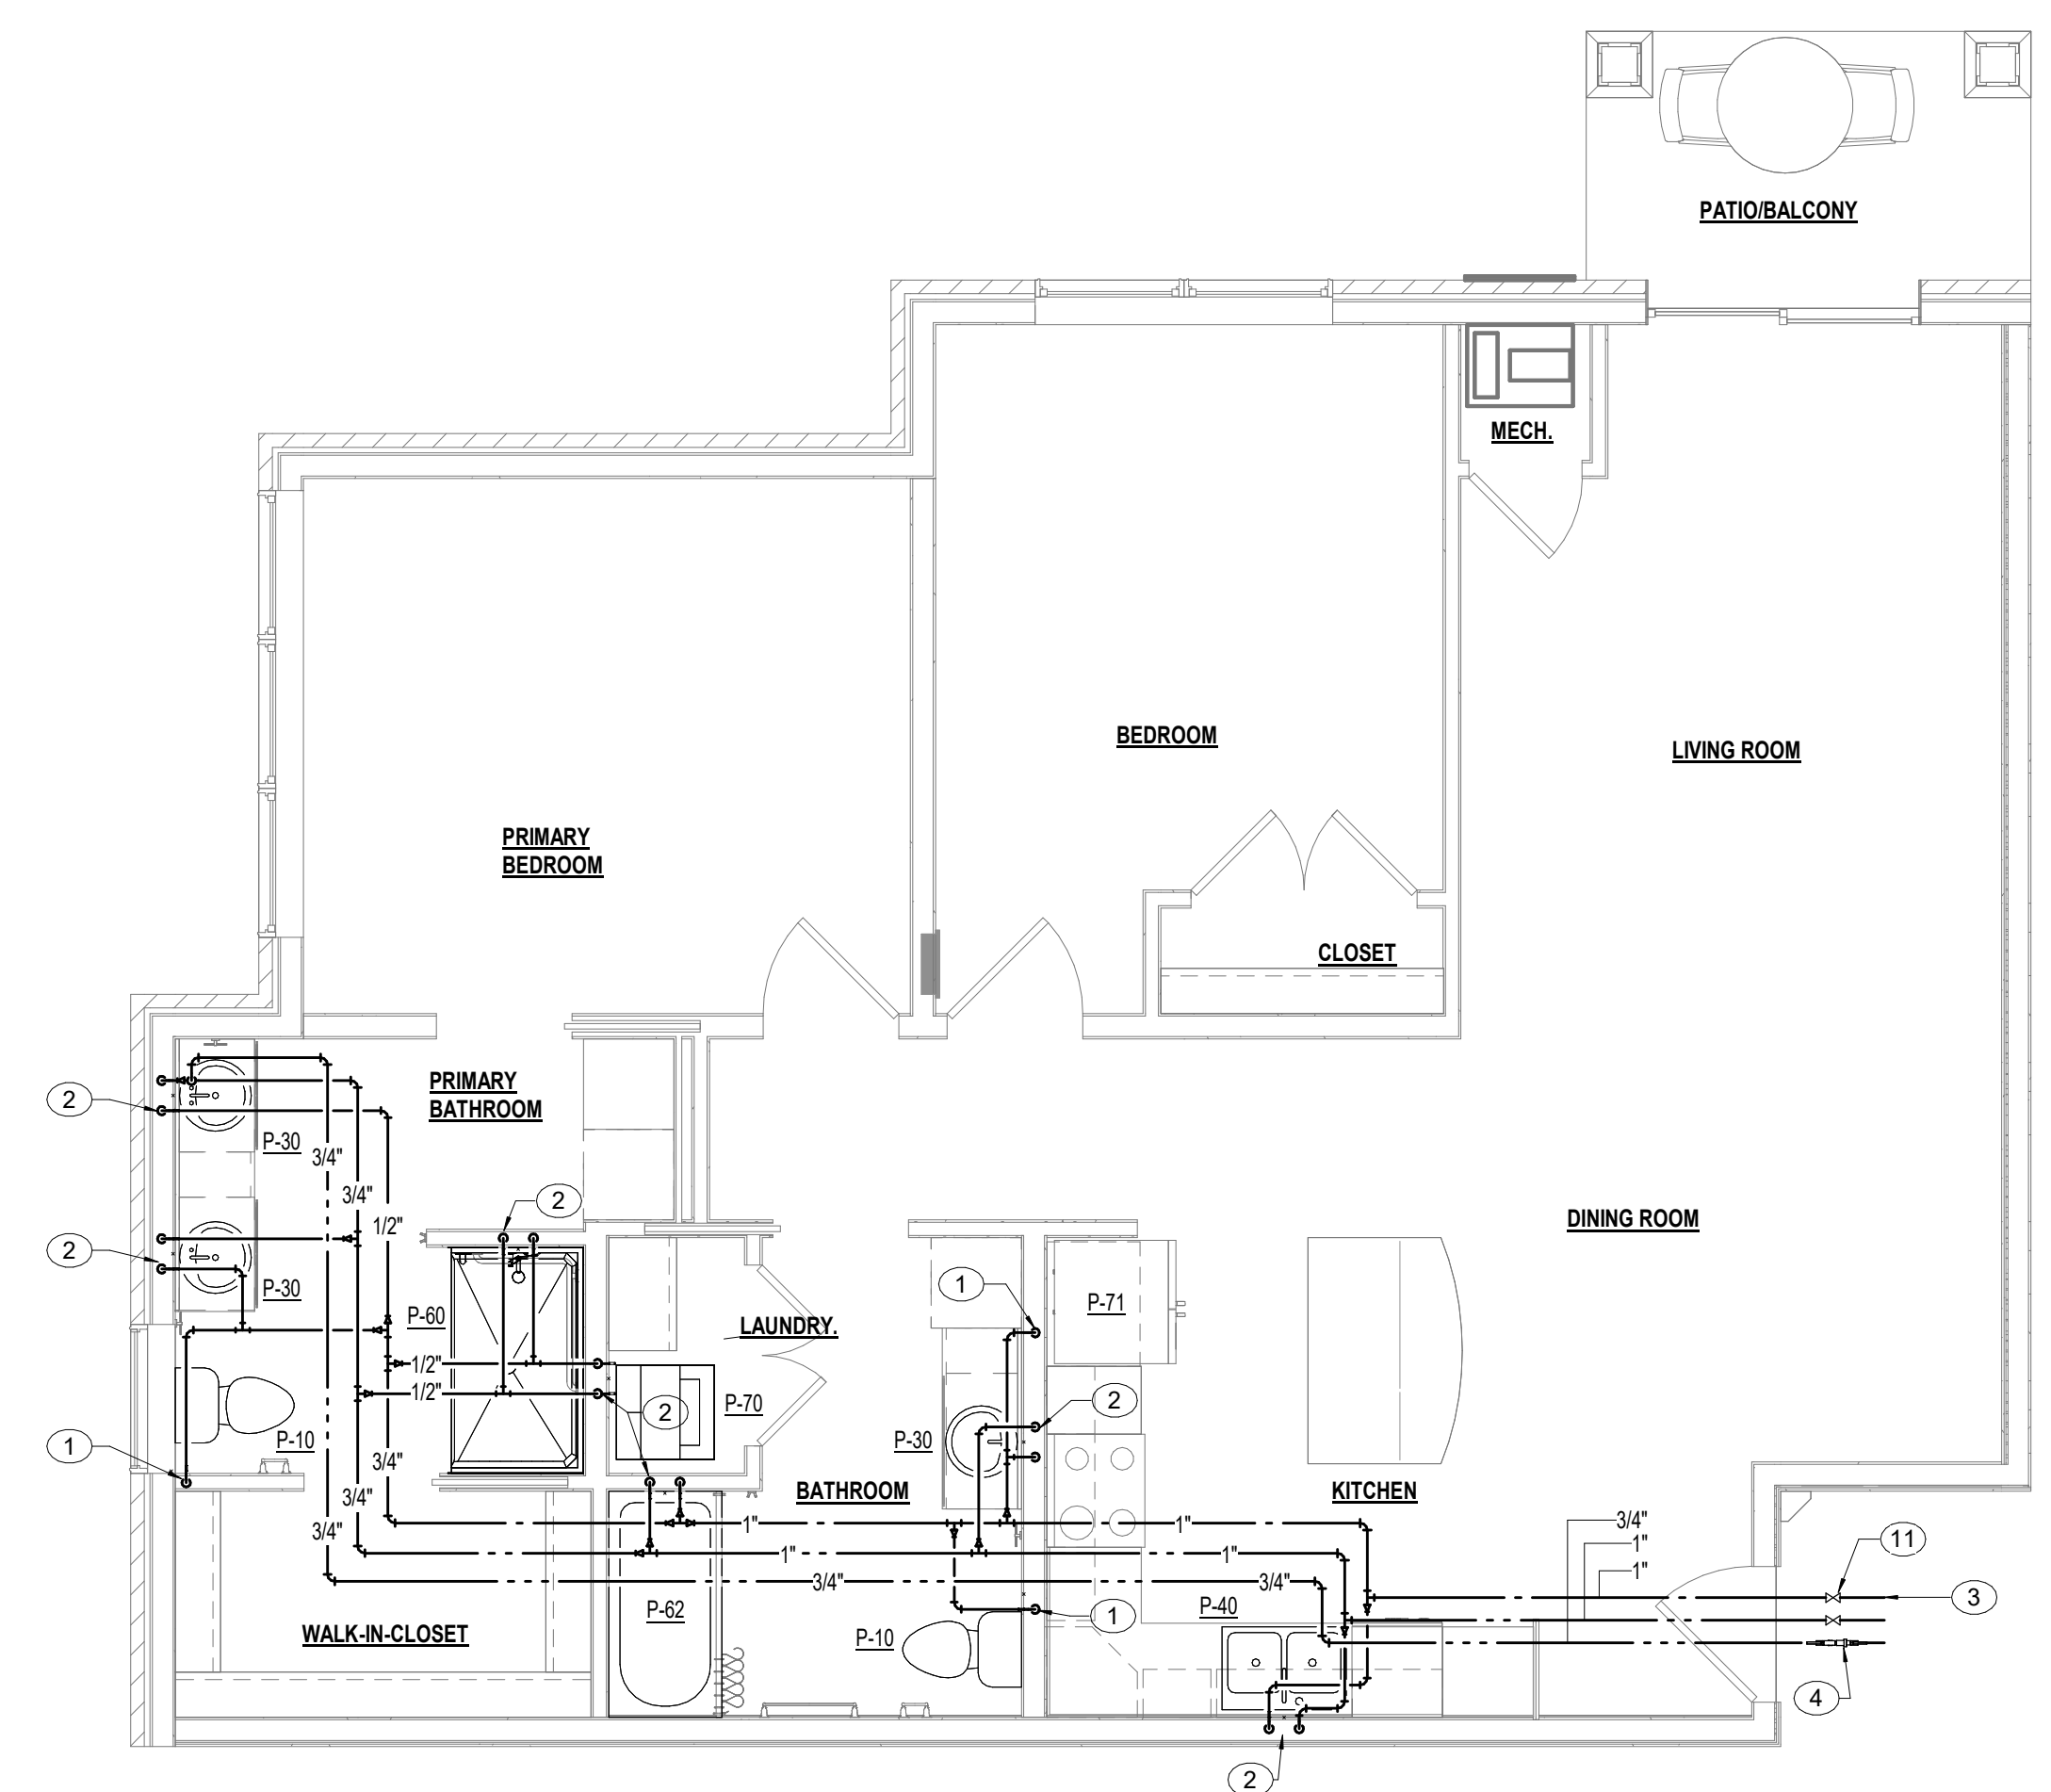 PATIO/BALCONY
MECH.
BEDROOM
LIVING ROOM
PRIMARY
BEDROOM
CLOSET
PRIMARY
BATHROOM
2
P-30
3/4"
3/4"
1/2"
2
DINING ROOM
2
P-30
P-60
1
P-71
LAUNDRY.
1/2"
1/2"
P-70
2
2
P-30
1
P-10
3/4"
3/4"
3/4"
BATHROOM
KITCHEN
1"
1"
3/4"
1"
1"
1"
1"
11
3/4"
3/4"
3
P-62
P-40
1
WALK-IN-CLOSET
P-10
4
2